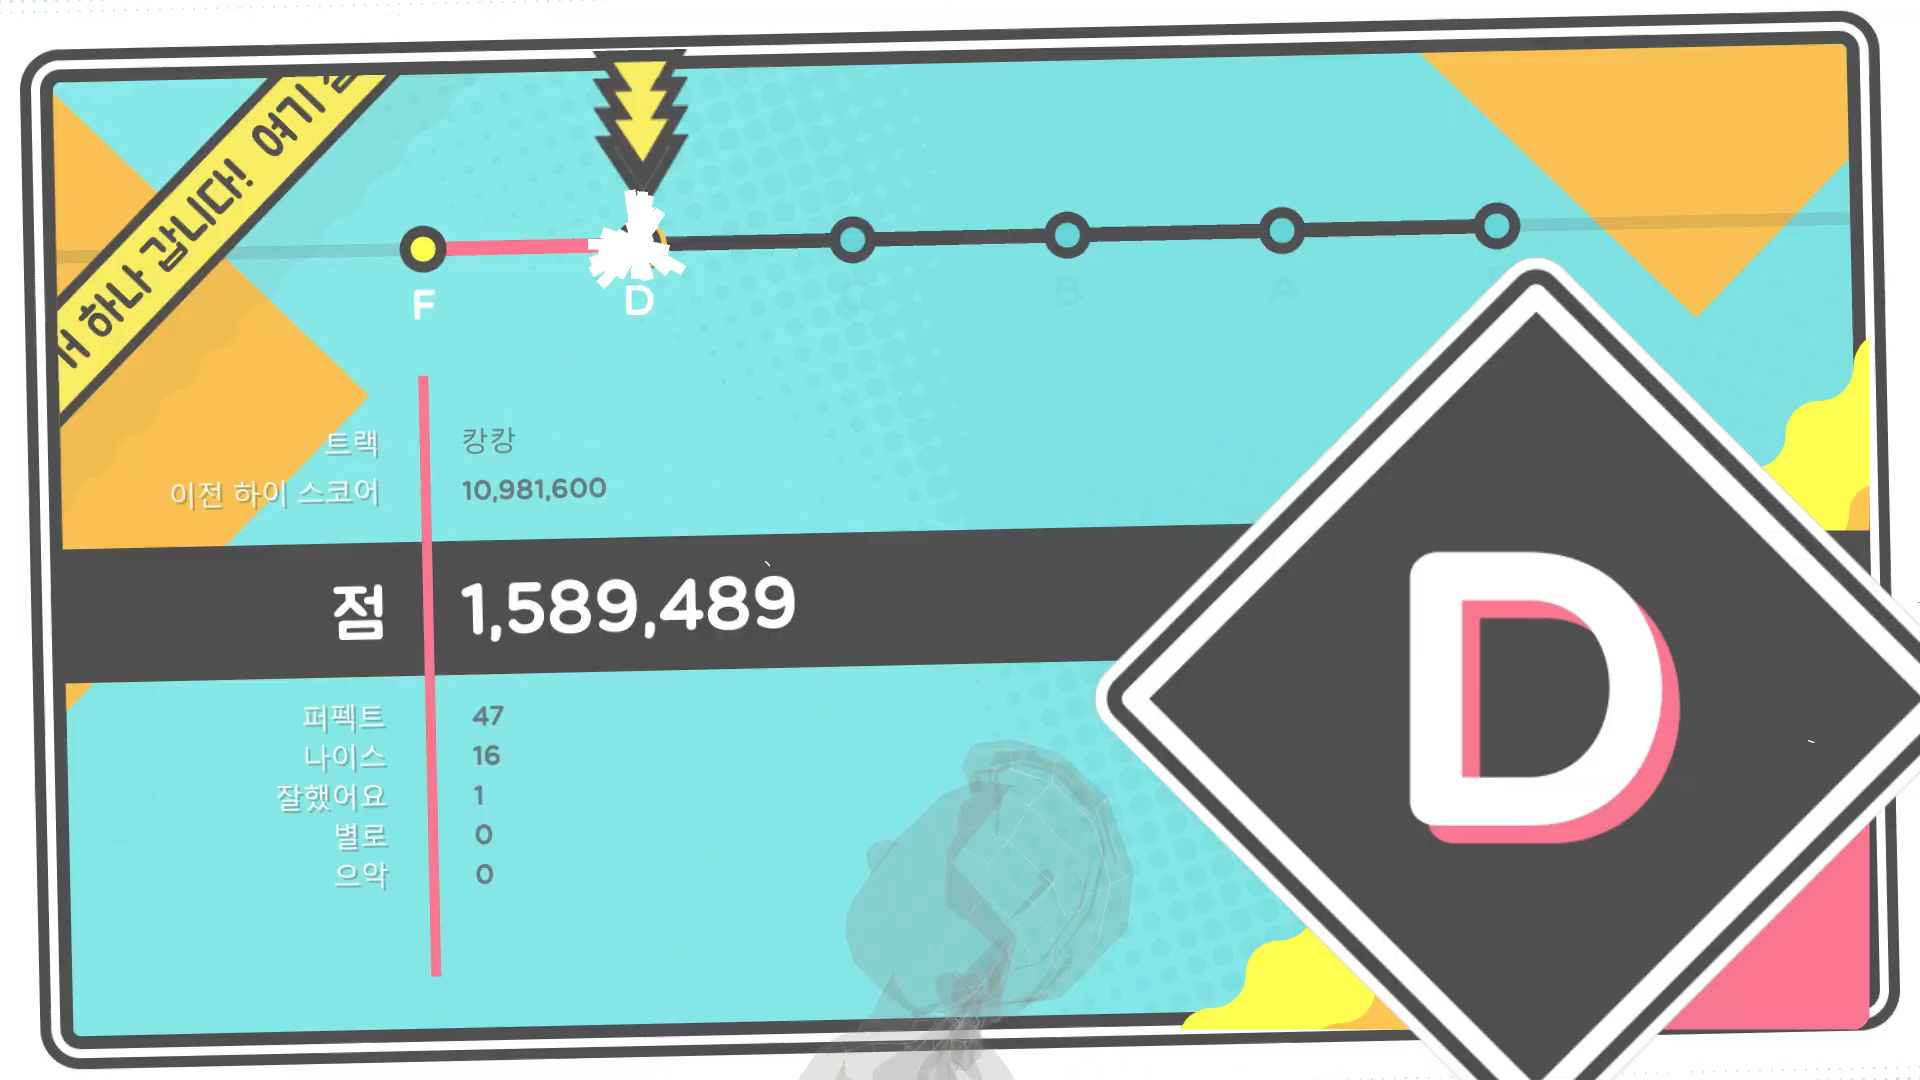 하나 갑니다! 여기
F
D
B
A
트랙 캉캉
이전 하이 스코어 10,981,600
점 1,589,489
퍼펙트 47
나이스 16
잘했어요 1
별로 0
으악 0
D